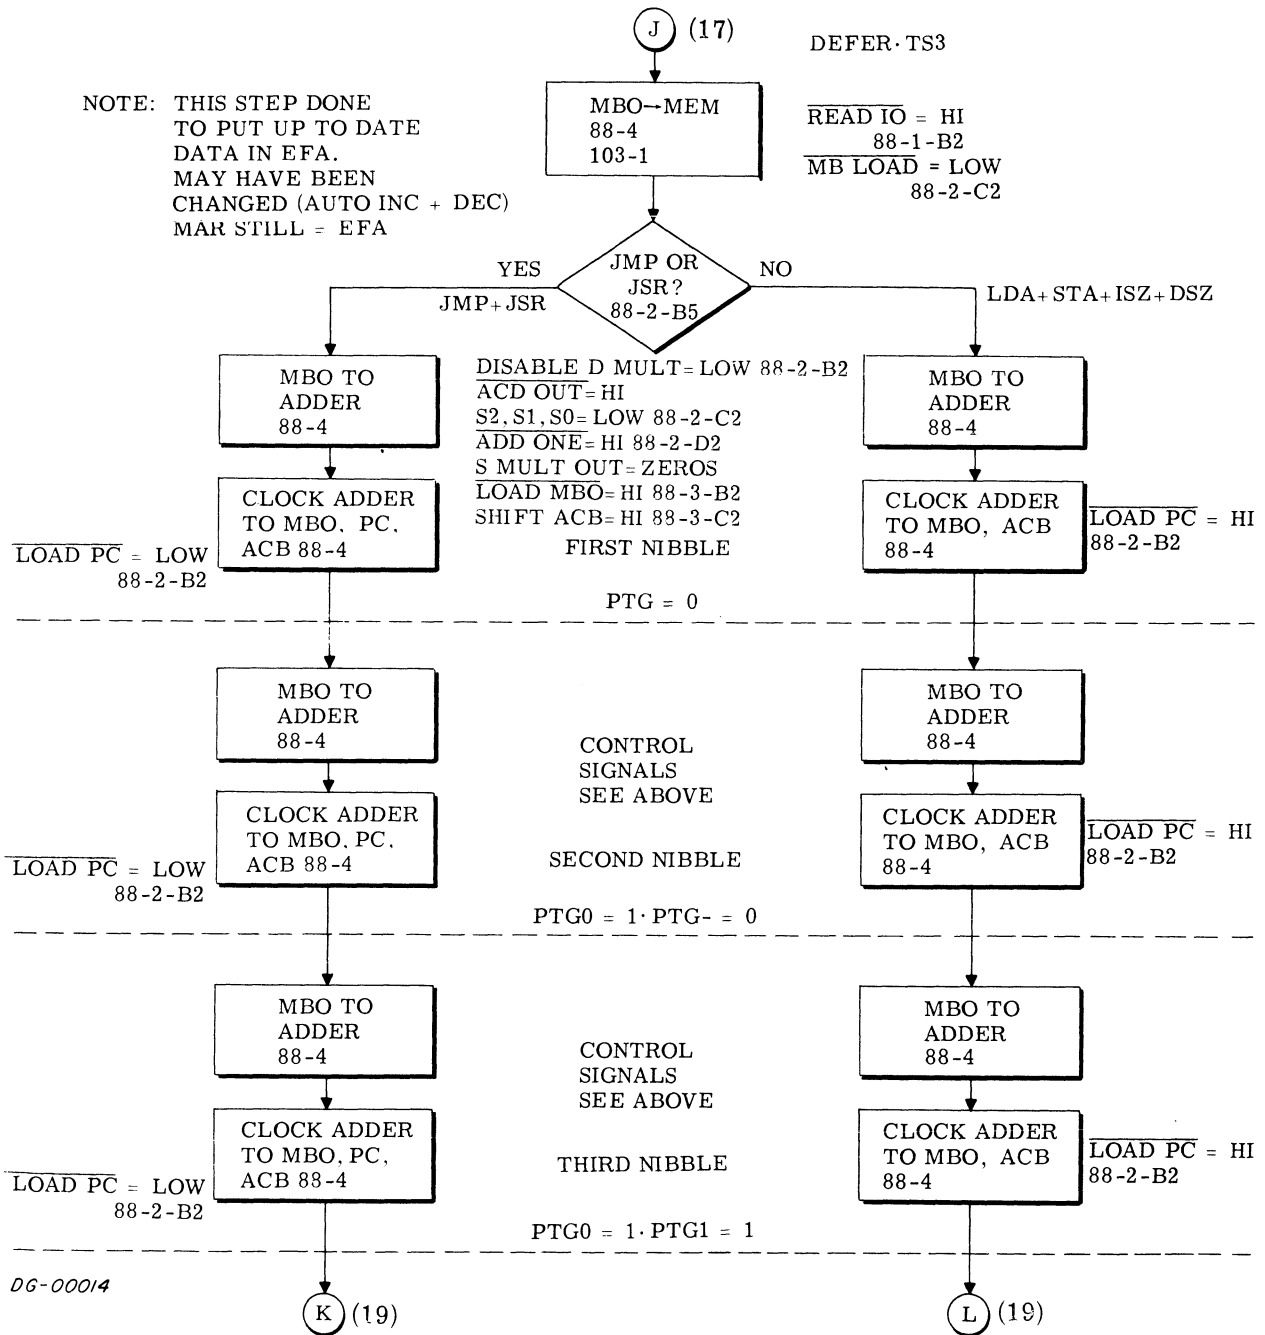 J (17)
DEFER·TS3
NOTE: THIS STEP DONE
TO PUT UP TO DATE
DATA IN EFA.
MAY HAVE BEEN
CHANGED (AUTO INC + DEC)
MAR STILL = EFA
MBO→MEM
88-4
103-1
READ IO = HI
88-1-B2
MB LOAD = LOW
88-2-C2
JMP OR
JSR?
88-2-B5
YES
JMP+JSR
NO
LDA+STA+ISZ+DSZ
MBO TO
ADDER
88-4
DISABLE D MULT=LOW 88-2-B2
ACD OUT=HI
S2, S1, S0=LOW 88-2-C2
ADD ONE=HI 88-2-D2
S MULT OUT=ZEROS
LOAD MBO=HI 88-3-B2
SHIFT ACB=HI 88-3-C2
FIRST NIBBLE
MBO TO
ADDER
88-4
CLOCK ADDER
TO MBO, PC,
ACB 88-4
LOAD PC = LOW
88-2-B2
CLOCK ADDER
TO MBO, ACB
88-4
LOAD PC = HI
88-2-B2
PTG = 0
MBO TO
ADDER
88-4
CONTROL
SIGNALS
SEE ABOVE
MBO TO
ADDER
88-4
CLOCK ADDER
TO MBO, PC,
ACB 88-4
LOAD PC = LOW
88-2-B2
SECOND NIBBLE
CLOCK ADDER
TO MBO, ACB
88-4
LOAD PC = HI
88-2-B2
PTG0 = 1·PTG- = 0
MBO TO
ADDER
88-4
CONTROL
SIGNALS
SEE ABOVE
MBO TO
ADDER
88-4
CLOCK ADDER
TO MBO, PC,
ACB 88-4
LOAD PC = LOW
88-2-B2
THIRD NIBBLE
CLOCK ADDER
TO MBO, ACB
88-4
LOAD PC = HI
88-2-B2
PTG0 = 1·PTG1 = 1
DG-00014
K (19)
L (19)